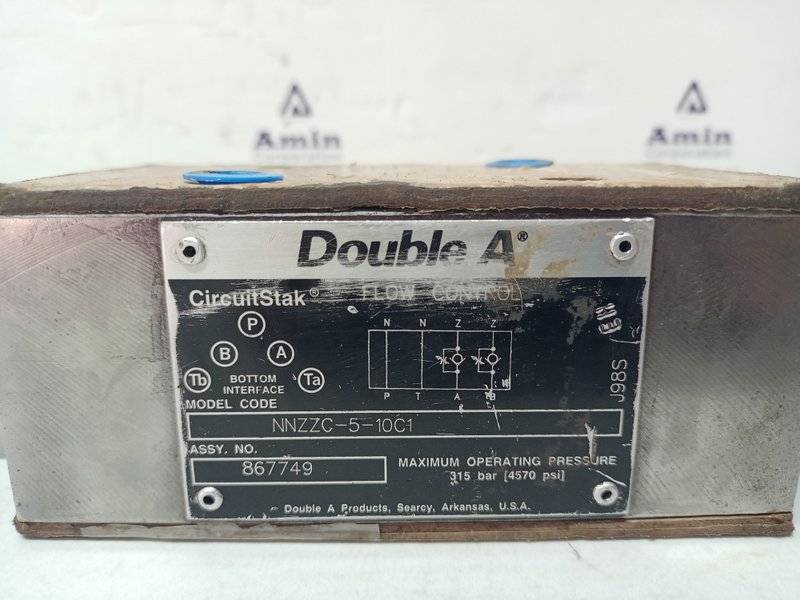 Amin
Amin
Double A®
CircuitStak® FLOW CONTROL
P
B A
Tb BOTTOM INTERFACE Ta
N N Z Z
P T A B
J98S
MODEL CODE
NNZZC-5-10C1
ASSY. NO.
867749
MAXIMUM OPERATING PRESSURE
315 bar [4570 psi]
Double A Products, Searcy, Arkansas, U.S.A.